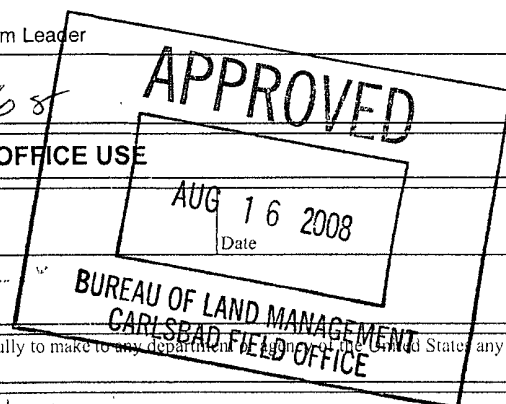 m Leader
APPROVED
OFFICE USE
AUG 16 2008
Date
BUREAU OF LAND MANAGEMENT
CARLSBAD FIELD OFFICE
ully to make to any department or agency of the United States any